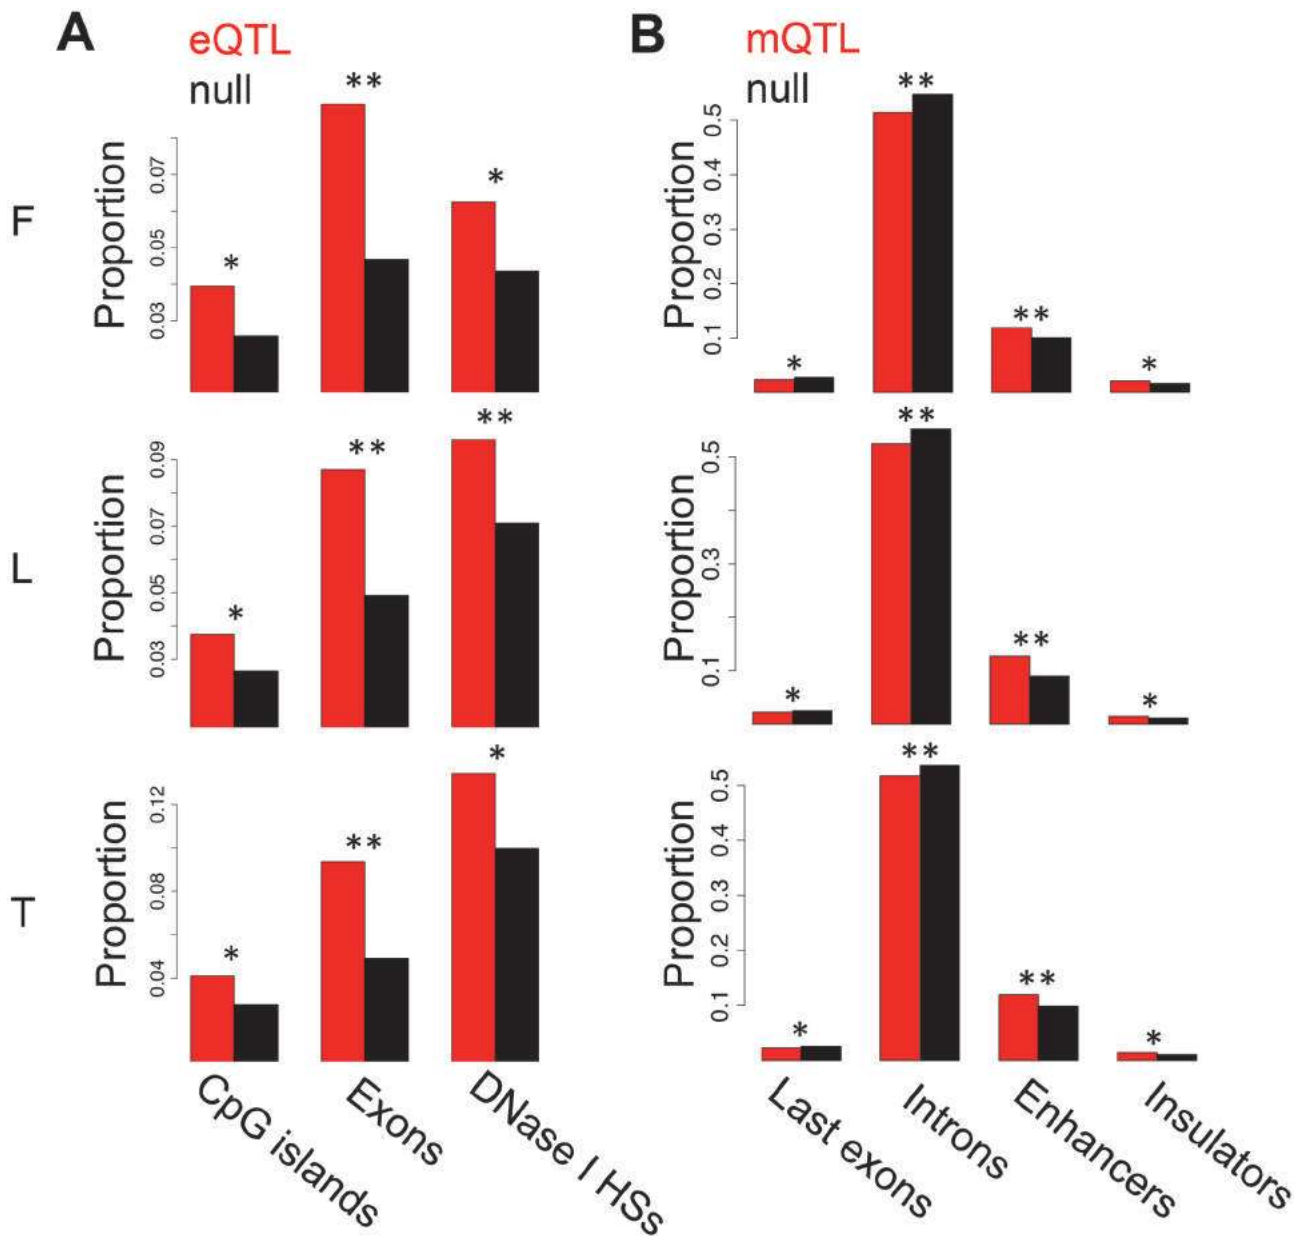 A
eQTL
null
B
mQTL
null
F
Proportion
0.03
0.05
0.07
*
**
*
Proportion
0.1
0.2
0.3
0.4
0.5
*
**
**
*
L
Proportion
0.03
0.05
0.07
0.09
*
**
**
Proportion
0.1
0.3
0.5
*
**
**
*
T
Proportion
0.04
0.08
0.12
*
**
*
Proportion
0.1
0.2
0.3
0.4
0.5
*
**
**
*
CpG islands
Exons
DNase I HSs
Last exons
Introns
Enhancers
Insulators